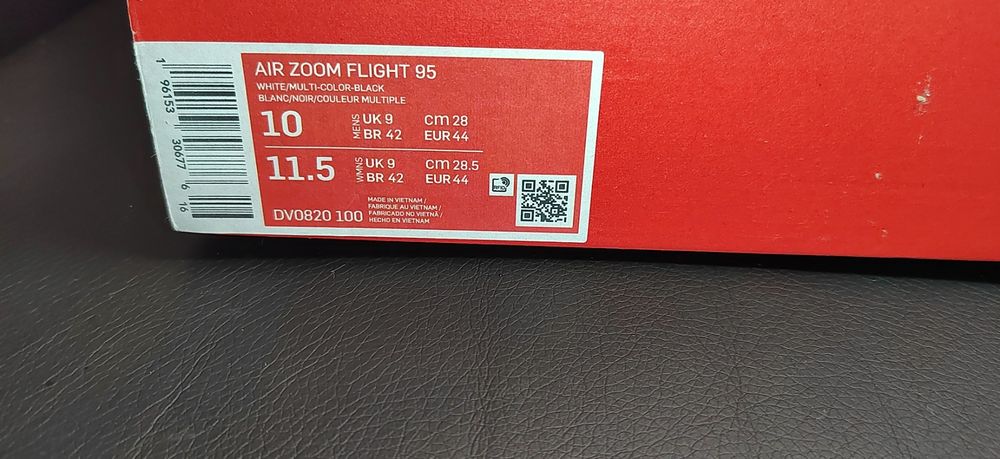 AIR ZOOM FLIGHT 95
WHITE/MULTI-COLOR-BLACK
BLANC/NOIR/COULEUR MULTIPLE
10 MENS UK 9 CM 28
BR 42 EUR 44
11.5 WMNS UK 9 CM 28.5
BR 42 EUR 44
DV0820 100
MADE IN VIETNAM /
FABRIQUE AU VIETNAM /
FABRICADO NO VIETNÃ /
HECHO EN VIETNAM
RFID
1 96153 30677 6 16